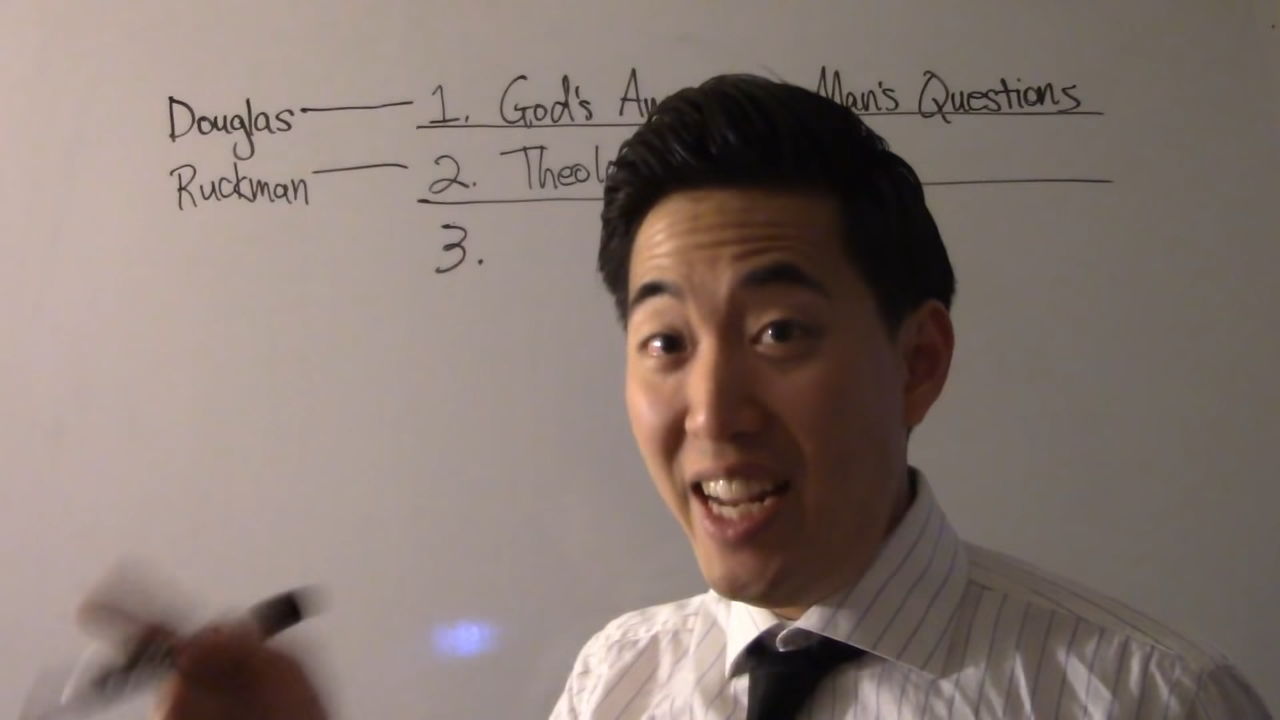 Douglas — 1. God's Man's Questions
Ruckman — 2.
3.